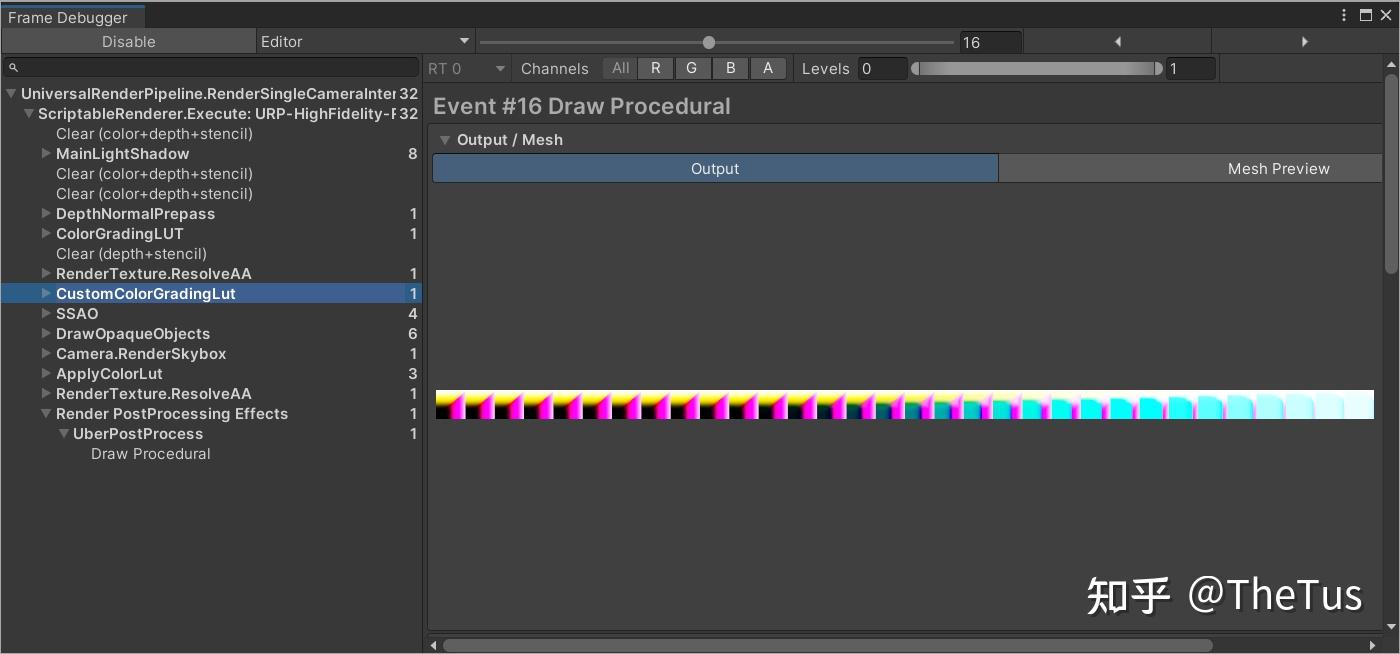 Frame Debugger
Disable
Editor
16
RT 0
Channels
All
R
G
B
A
Levels
0
1
UniversalRenderPipeline.RenderSingleCameraInter 32
ScriptableRenderer.Execute: URP-HighFidelity-F 32
Clear (color+depth+stencil)
MainLightShadow 8
Clear (color+depth+stencil)
Clear (color+depth+stencil)
DepthNormalPrepass 1
ColorGradingLUT 1
Clear (depth+stencil)
RenderTexture.ResolveAA 1
CustomColorGradingLut 1
SSAO 4
DrawOpaqueObjects 6
Camera.RenderSkybox 1
ApplyColorLut 3
RenderTexture.ResolveAA 1
Render PostProcessing Effects 1
UberPostProcess 1
Draw Procedural
Event #16 Draw Procedural
Output / Mesh
Output
Mesh Preview
知乎 @TheTus